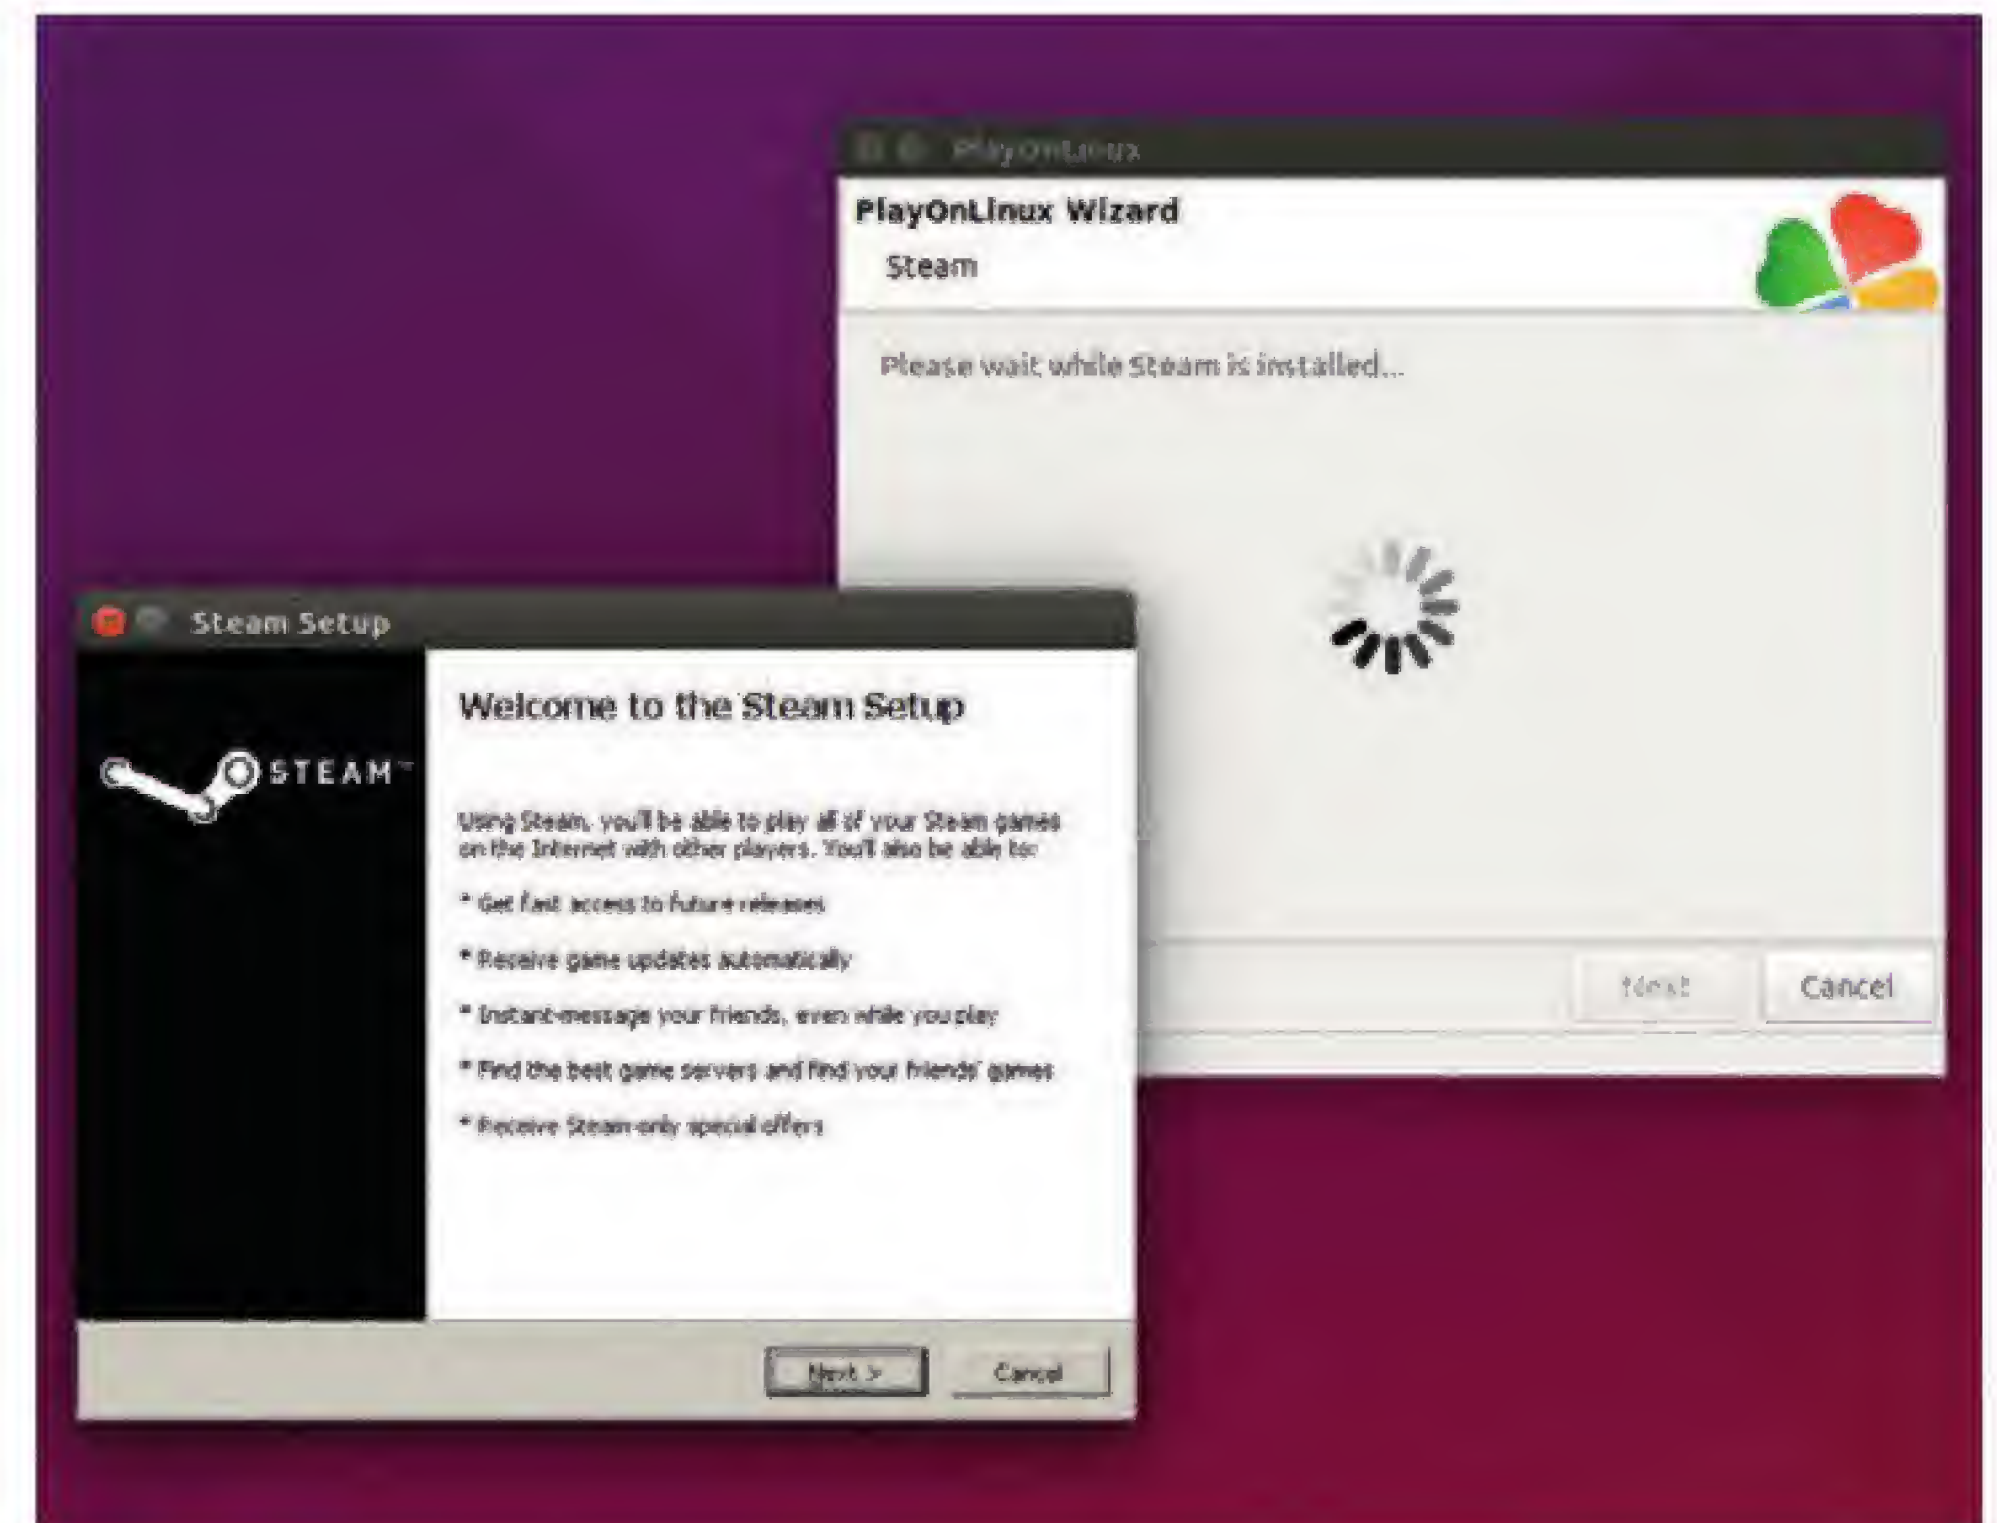 PlayOnLinux
PlayOnLinux Wizard
Steam
Please wait while Steam is installed...
Next
Cancel
Steam Setup
STEAM™
Welcome to the Steam Setup
Using Steam, you'll be able to play all of your Steam games
on the Internet with other players. You'll also be able to:
* Get fast access to future releases
* Receive game updates automatically
* Instant-message your friends, even while you play
* Find the best game servers and find your friends' games
* Receive Steam-only special offers
Next >
Cancel